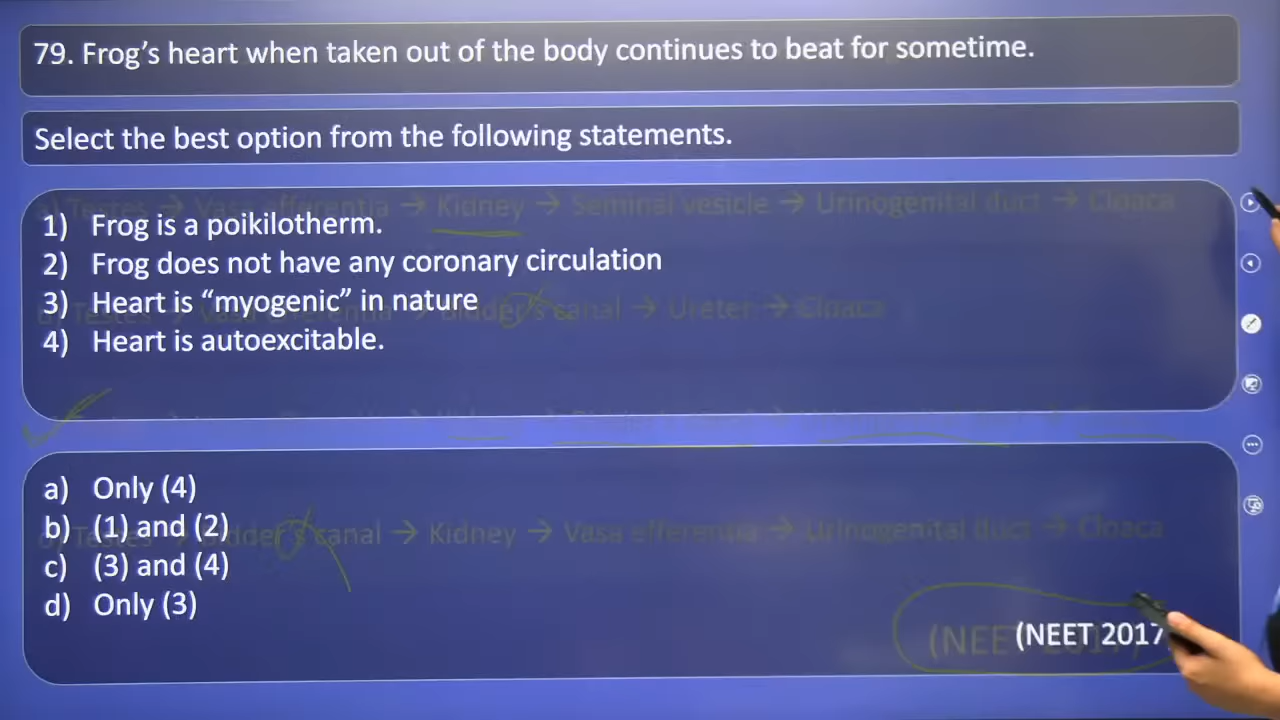 79. Frog's heart when taken out of the body continues to beat for sometime.
Select the best option from the following statements.
a) Testes → Vasa efferentia → Kidney → Seminal vesicle → Urinogenital duct → Cloaca
1) Frog is a poikilotherm.
2) Frog does not have any coronary circulation
3) Heart is “myogenic” in nature
Testes → Vasa efferentia → Bidder's canal → Ureter → Cloaca
4) Heart is autoexcitable.
a) Only (4)
b) (1) and (2)
Testes → Bidder's canal → Kidney → Vasa efferentia → Urinogenital duct → Cloaca
c) (3) and (4)
d) Only (3)
(NEET 2017